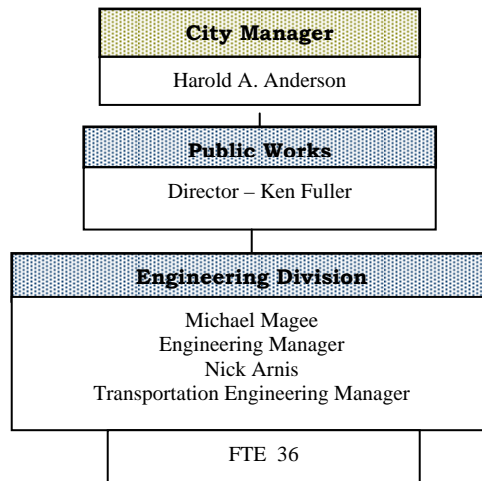 City Manager
Harold A. Anderson
Public Works
Director – Ken Fuller
Engineering Division
Michael Magee
Engineering Manager
Nick Arnis
Transportation Engineering Manager
FTE 36